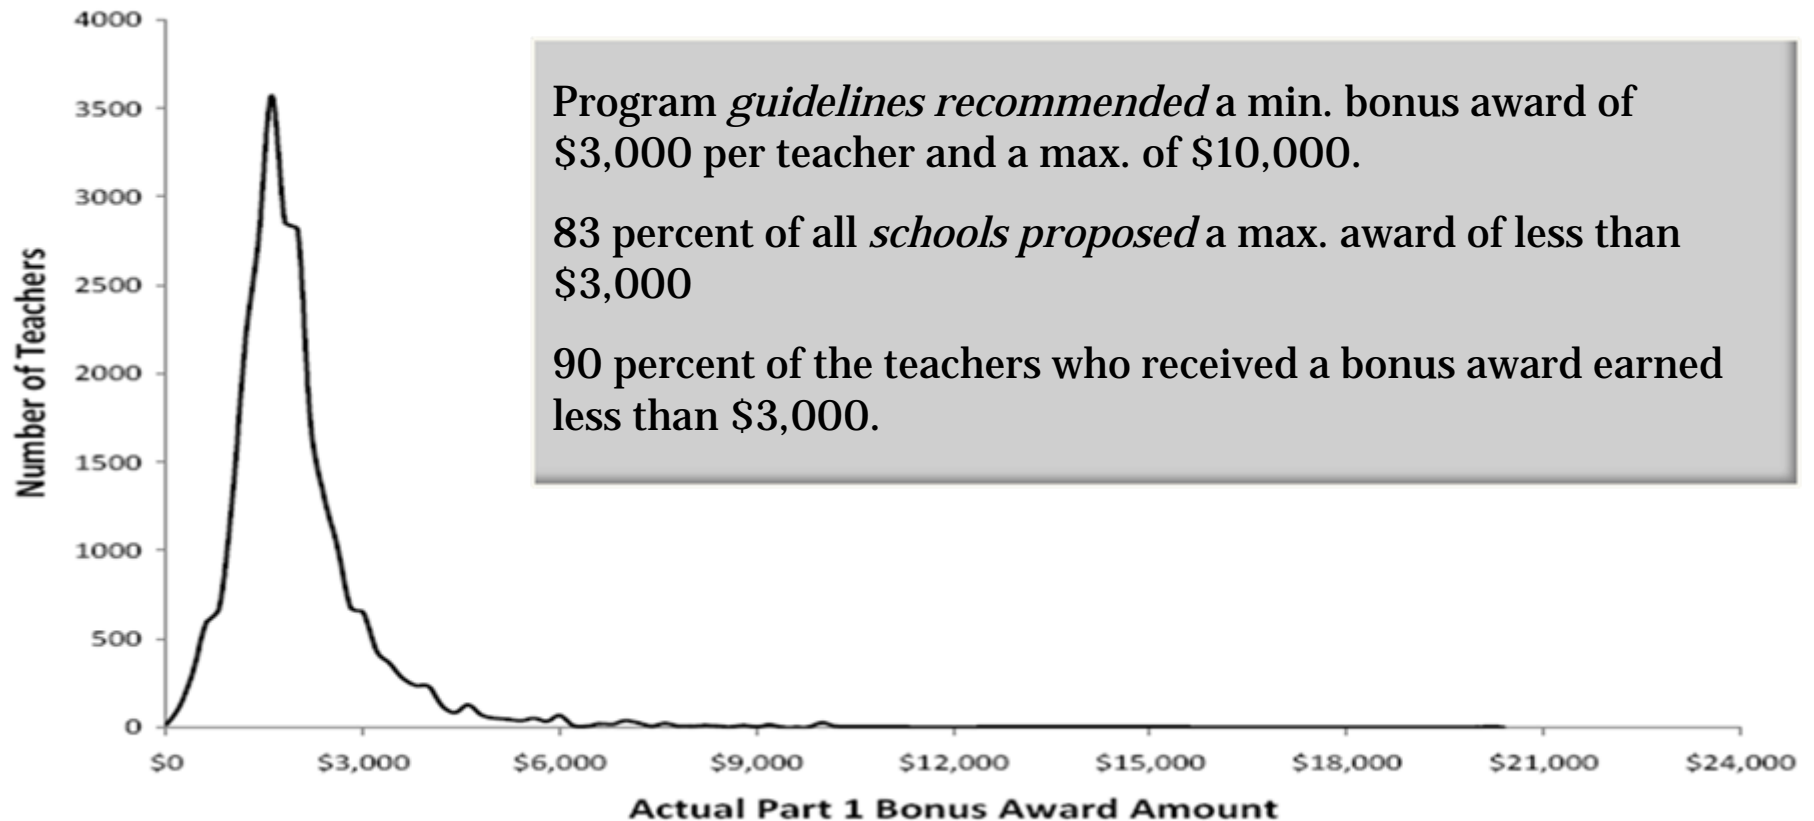 4000
3500
3000
2500
2000
1500
1000
500
0
Number of Teachers
Program guidelines recommended a min. bonus award of
$3,000 per teacher and a max. of $10,000.
83 percent of all schools proposed a max. award of less than
$3,000
90 percent of the teachers who received a bonus award earned
less than $3,000.
$0 $3,000 $6,000 $9,000 $12,000 $15,000 $18,000 $21,000 $24,000
Actual Part 1 Bonus Award Amount